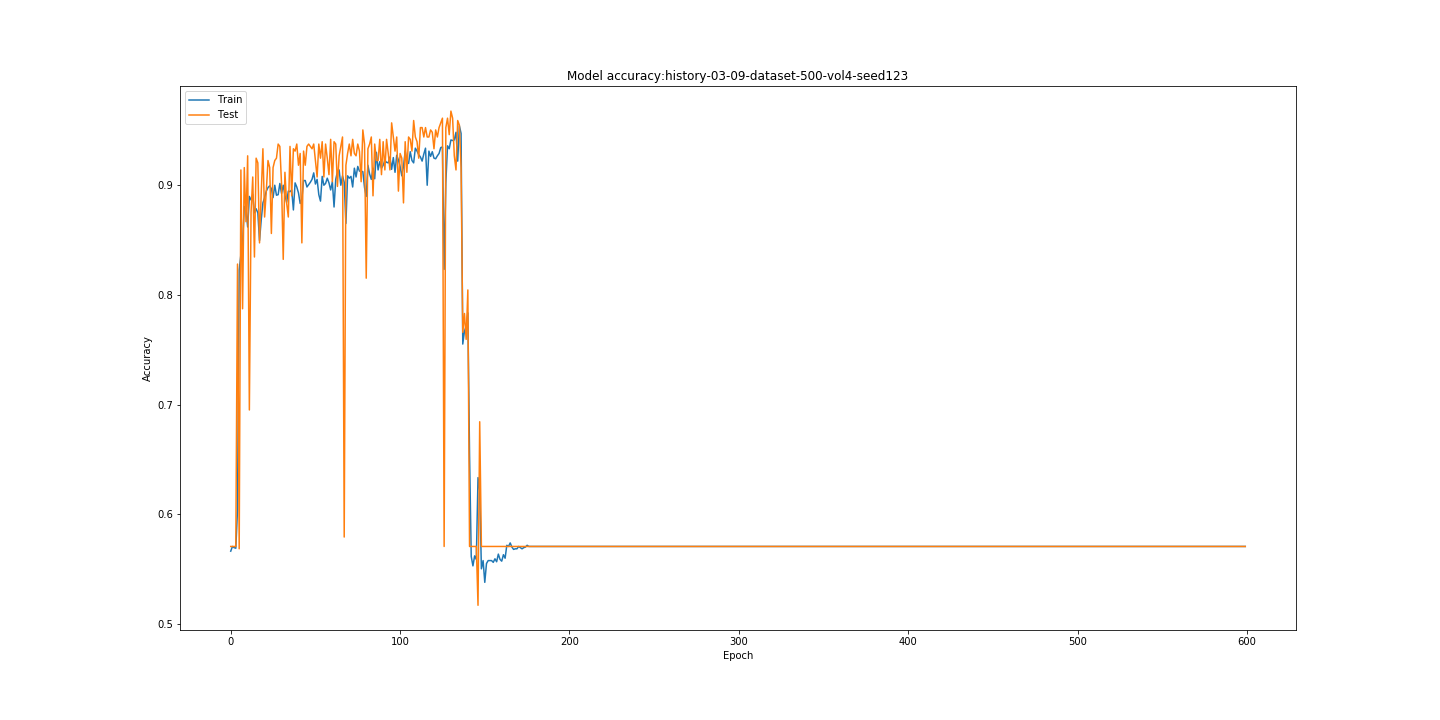 Model accuracy:history-03-09-dataset-500-vol4-seed123
Train
Test
Accuracy
0.9
0.8
0.7
0.6
0.5
0 100 200 300 400 500 600
Epoch